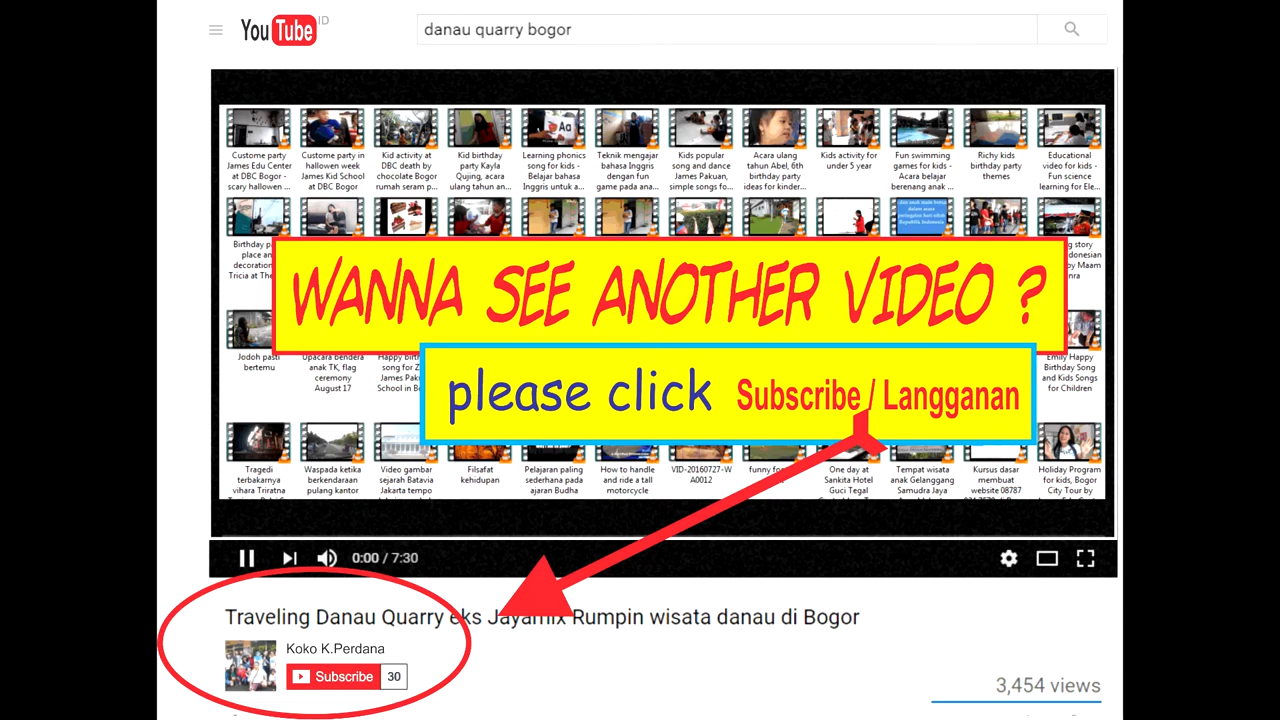 YouTube ID
danau quarry bogor
Custome party James Edu Center at DBC Bogor - scary hallowen ...
Custome party in hallowen week James Kid School at DBC Bogor
Kid activity at DBC death by chocolate Bogor rumah seram p...
Kid birthday party Kayla Qujing, acara ulang tahun an...
Learning phonics song for kids - Belajar bahasa Inggris untuk a...
Teknik mengajar bahasa Inggris dengan fun game pada ana...
Kids popular song and dance James Pakuan, simple songs fo...
Acara ulang tahun Abel, 6th birthday party ideas for kinder...
Kids activity for under 5 year
Fun swimming games for kids - Acara belajar berenang anak ...
Richy kids birthday party themes
Educational video for kids - Fun science learning for Ele...
WANNA SEE ANOTHER VIDEO ?
please click Subscribe / Langganan
Jodoh pasti bertemu
Upacara bendera anak TK, flag ceremony August 17
Emily Happy Birthday Song and Kids Songs for Children
Tragedi terbakarnya vihara Triratna
Waspada ketika berkendaraan pulang kantor
Video gambar sejarah Batavia Jakarta tempo
Filsafat kehidupan
Pelajaran paling sederhana pada ajaran Budha
How to handle and ride a tall motorcycle
VID-20160727-WA0012
One day at Sankita Hotel Guci Tegal
Tempat wisata anak Gelanggang Samudra Jaya
Kursus dasar membuat website 08787
Holiday Program for kids, Bogor City Tour by
0:00 / 7:30
Traveling Danau Quarry eks Jayamix Rumpin wisata danau di Bogor
Koko K.Perdana
Subscribe 30
3,454 views